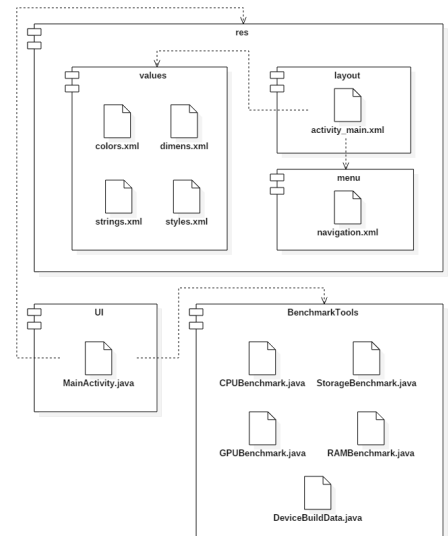 res
values
layout
activity_main.xml
colors.xml
dimens.xml
menu
strings.xml
styles.xml
navigation.xml
UI
BenchmarkTools
MainActivity.java
CPUBenchmark.java
StorageBenchmark.java
GPUBenchmark.java
RAMBenchmark.java
DeviceBuildData.java